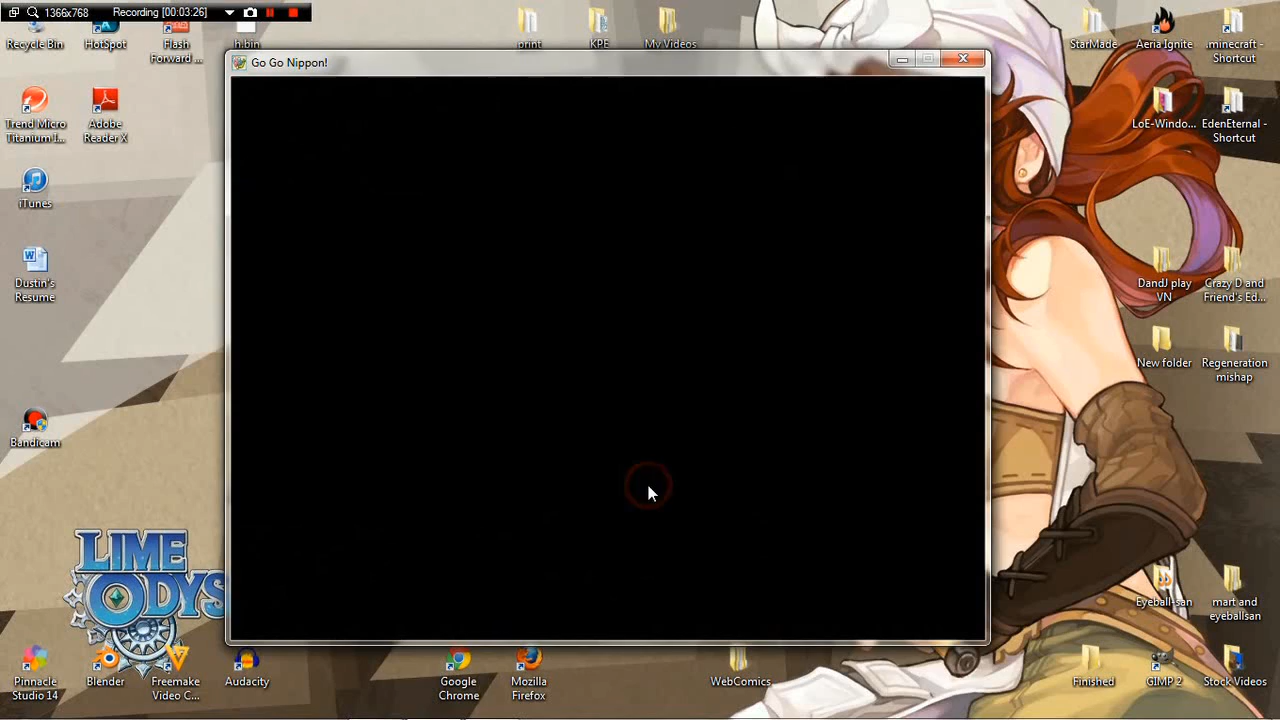 1366x768 Recording [00:03:26]
Recycle Bin
HotSpot
Flash
Forward ...
h.bin
print
KPE
My Videos
StarMade
Aeria Ignite
.minecraft -
Shortcut
Go Go Nippon!
Trend Micro
Titanium I...
Adobe
Reader X
LoE-Windo...
EdenEternal -
Shortcut
iTunes
Dustin's
Resume
DandJ play
VN
Crazy D and
Friend's Ed...
New folder
Regeneration
mishap
Bandicam
LIME
ODYS
Eyeball-san
mart and
eyeballsan
Pinnacle
Studio 14
Blender
Freemake
Video C...
Audacity
Google
Chrome
Mozilla
Firefox
WebComics
Finished
GIMP 2
Stock Videos